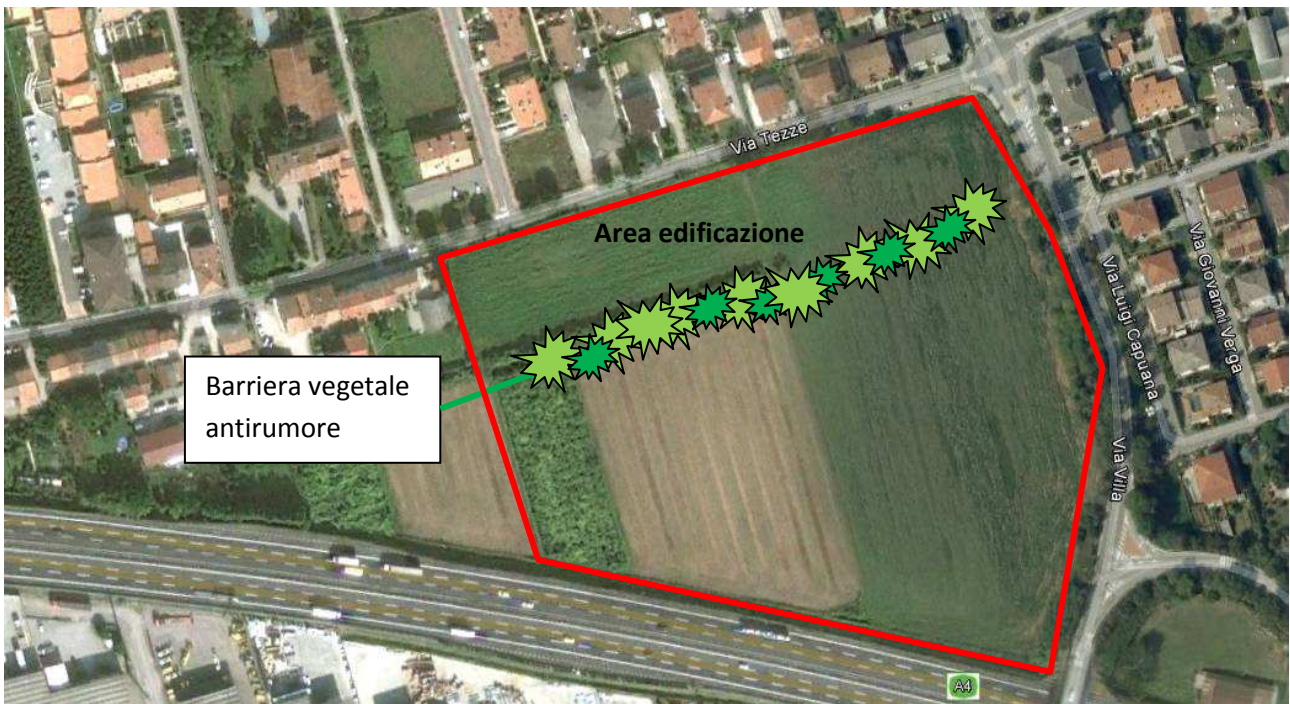 Via Tezze
Area edificazione
Barriera vegetale
antirumore
Via Luigi Capuana
Via Giovanni Verga
Via Villa
A4